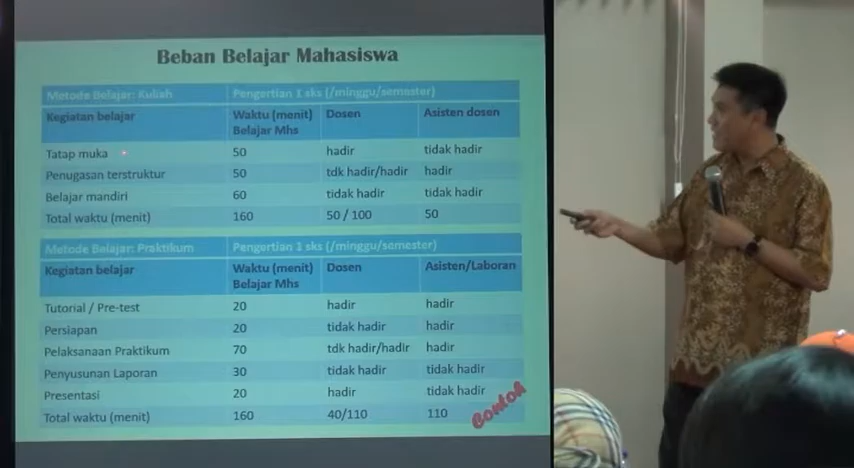 Beban Belajar Mahasiswa
Metode Belajar: Kuliah Pengertian 1 sks (/minggu/semester)
Kegiatan belajar Waktu (menit) Belajar Mhs Dosen Asisten dosen
Tatap muka 50 hadir tidak hadir
Penugasan terstruktur 50 tdk hadir/hadir hadir
Belajar mandiri 60 tidak hadir tidak hadir
Total waktu (menit) 160 50 / 100 50
Metode Belajar: Praktikum Pengertian 1 sks (/minggu/semester)
Kegiatan belajar Waktu (menit) Belajar Mhs Dosen Asisten/Laboran
Tutorial / Pre-test 20 hadir hadir
Persiapan 20 tidak hadir hadir
Pelaksanaan Praktikum 70 tdk hadir/hadir hadir
Penyusunan Laporan 30 tidak hadir tidak hadir
Presentasi 20 hadir tidak hadir
Total waktu (menit) 160 40/110 110
Contoh